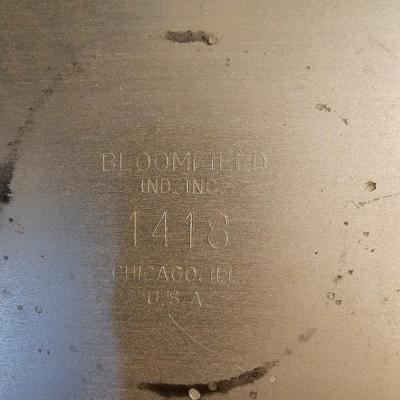 BLOOMFIELD
IND. INC.
1418
CHICAGO, ILL.
U.S.A.